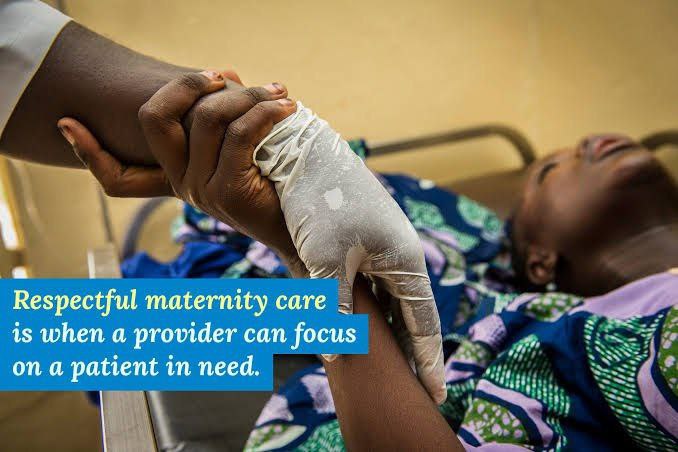 Respectful maternity care
is when a provider can focus
on a patient in need.